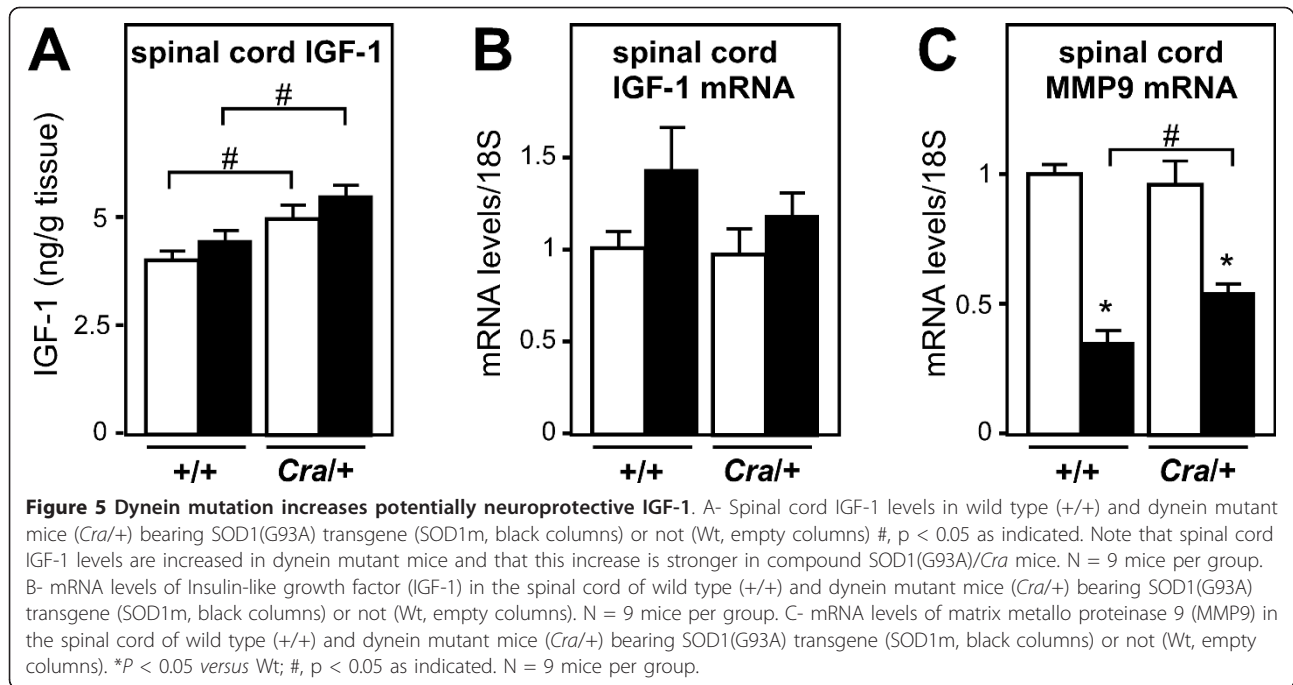 A
spinal cord IGF-1
#
#
IGF-1 (ng/g tissue)
5
2.5
0
+/+
Cra/+
B
spinal cord
IGF-1 mRNA
mRNA levels/18S
1.5
1
0.5
0
+/+
Cra/+
C
spinal cord
MMP9 mRNA
#
mRNA levels/18S
1
0.5
0
*
*
+/+
Cra/+
Figure 5 Dynein mutation increases potentially neuroprotective IGF-1. A- Spinal cord IGF-1 levels in wild type (+/+) and dynein mutant
mice (Cra/+) bearing SOD1(G93A) transgene (SOD1m, black columns) or not (Wt, empty columns) #, p < 0.05 as indicated. Note that spinal cord
IGF-1 levels are increased in dynein mutant mice and that this increase is stronger in compound SOD1(G93A)/Cra mice. N = 9 mice per group.
B- mRNA levels of Insulin-like growth factor (IGF-1) in the spinal cord of wild type (+/+) and dynein mutant mice (Cra/+) bearing SOD1(G93A)
transgene (SOD1m, black columns) or not (Wt, empty columns). N = 9 mice per group. C- mRNA levels of matrix metallo proteinase 9 (MMP9) in
the spinal cord of wild type (+/+) and dynein mutant mice (Cra/+) bearing SOD1(G93A) transgene (SOD1m, black columns) or not (Wt, empty
columns). *P < 0.05 versus Wt; #, p < 0.05 as indicated. N = 9 mice per group.